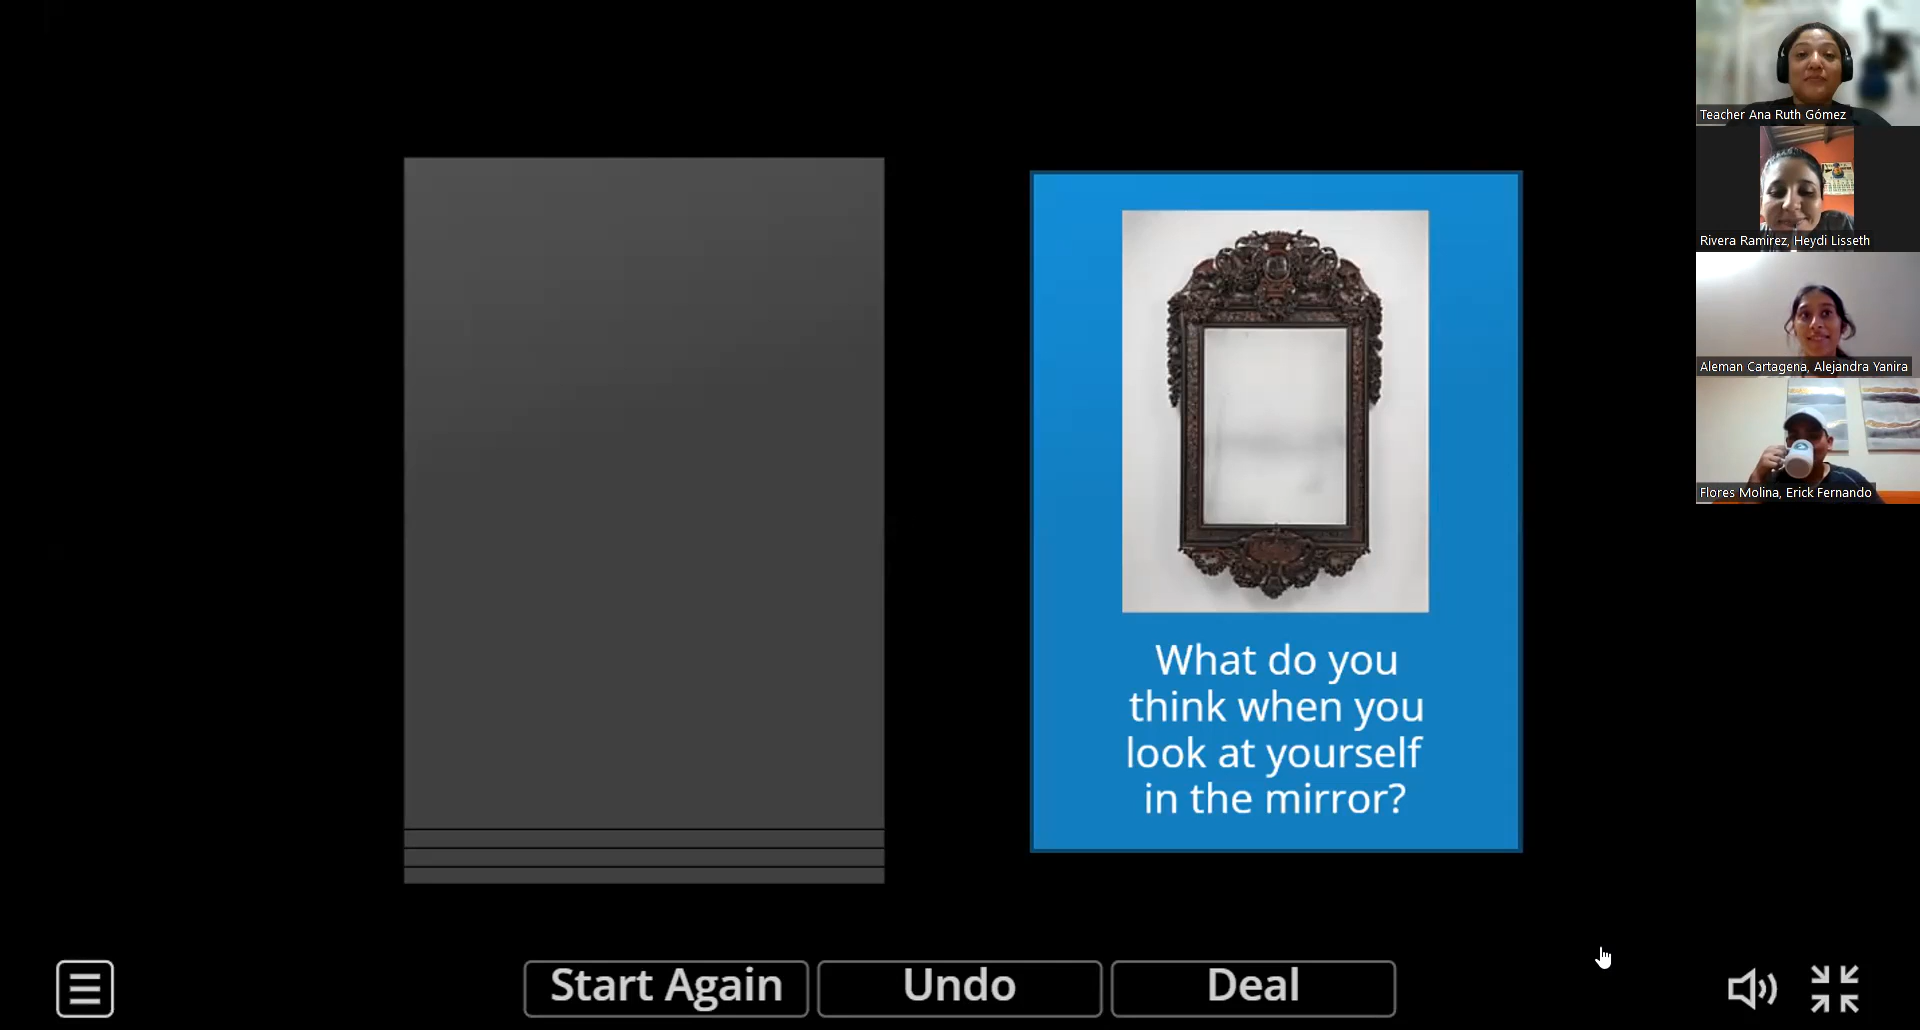 Teacher Ana Ruth Gómez
Rivera Ramirez, Heydi Lisseth
Aleman Cartagena, Alejandra Yanira
Flores Molina, Erick Fernando
What do you
think when you
look at yourself
in the mirror?
Start Again
Undo
Deal